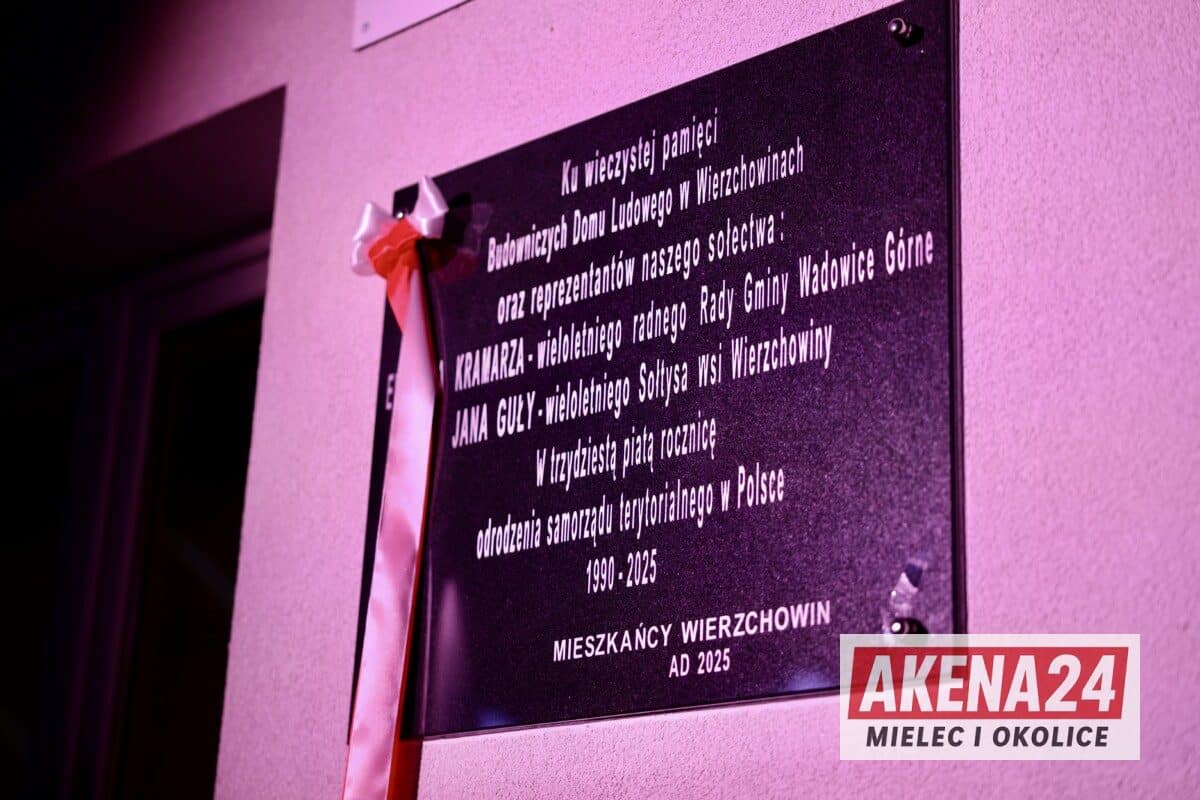 Ku wieczystej pamięci
Budowniczych Domu Ludowego w Wierzchowinach
oraz reprezentantów naszego sołectwa :
KRAMARZA - wieloletniego radnego Rady Gminy Wadowice Górne
JANA GUŁY - wieloletniego Sołtysa Wsi Wierzchowiny
W trzydziestą piątą rocznicę
odrodzenia samorządu terytorialnego w Polsce
1990 - 2025
MIESZKAŃCY WIERZCHOWIN
AD 2025
AKENA24
MIELEC I OKOLICE